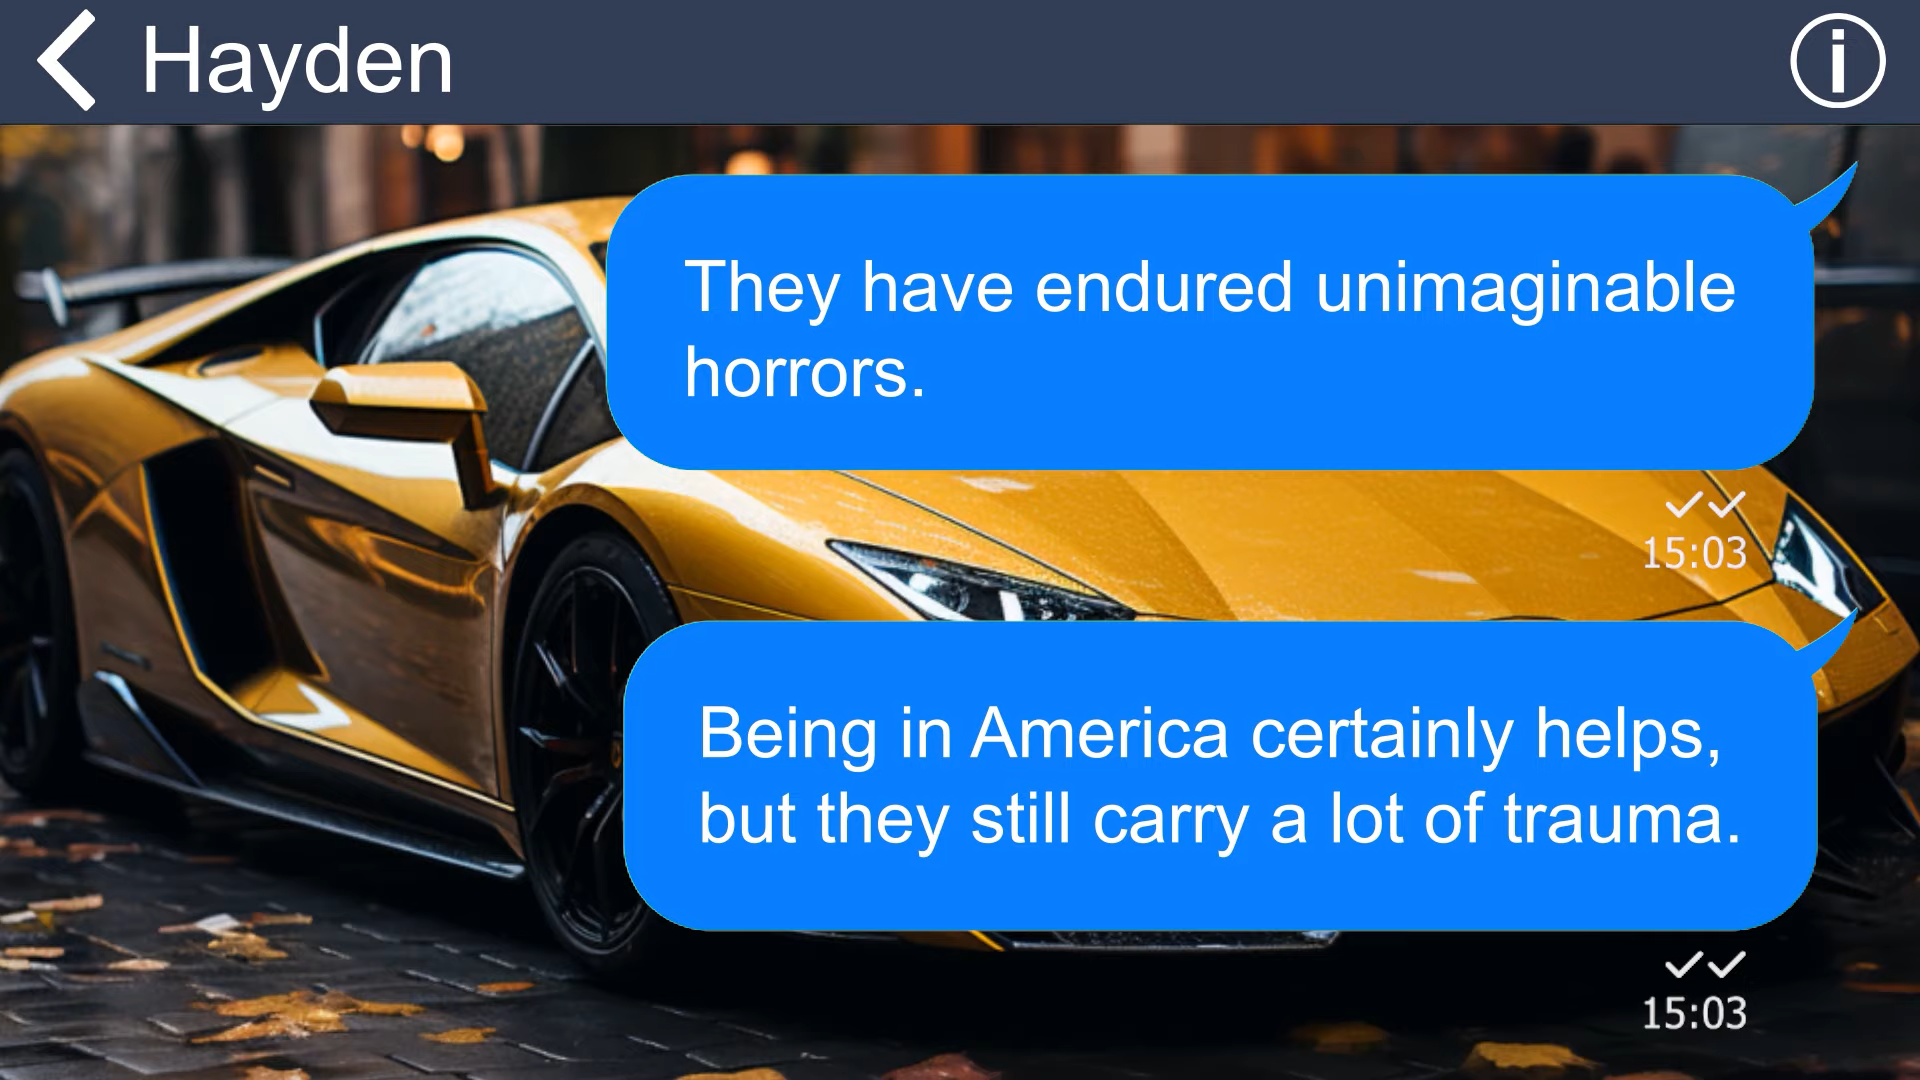 Hayden
They have endured unimaginable
horrors.
15:03
Being in America certainly helps,
but they still carry a lot of trauma.
15:03